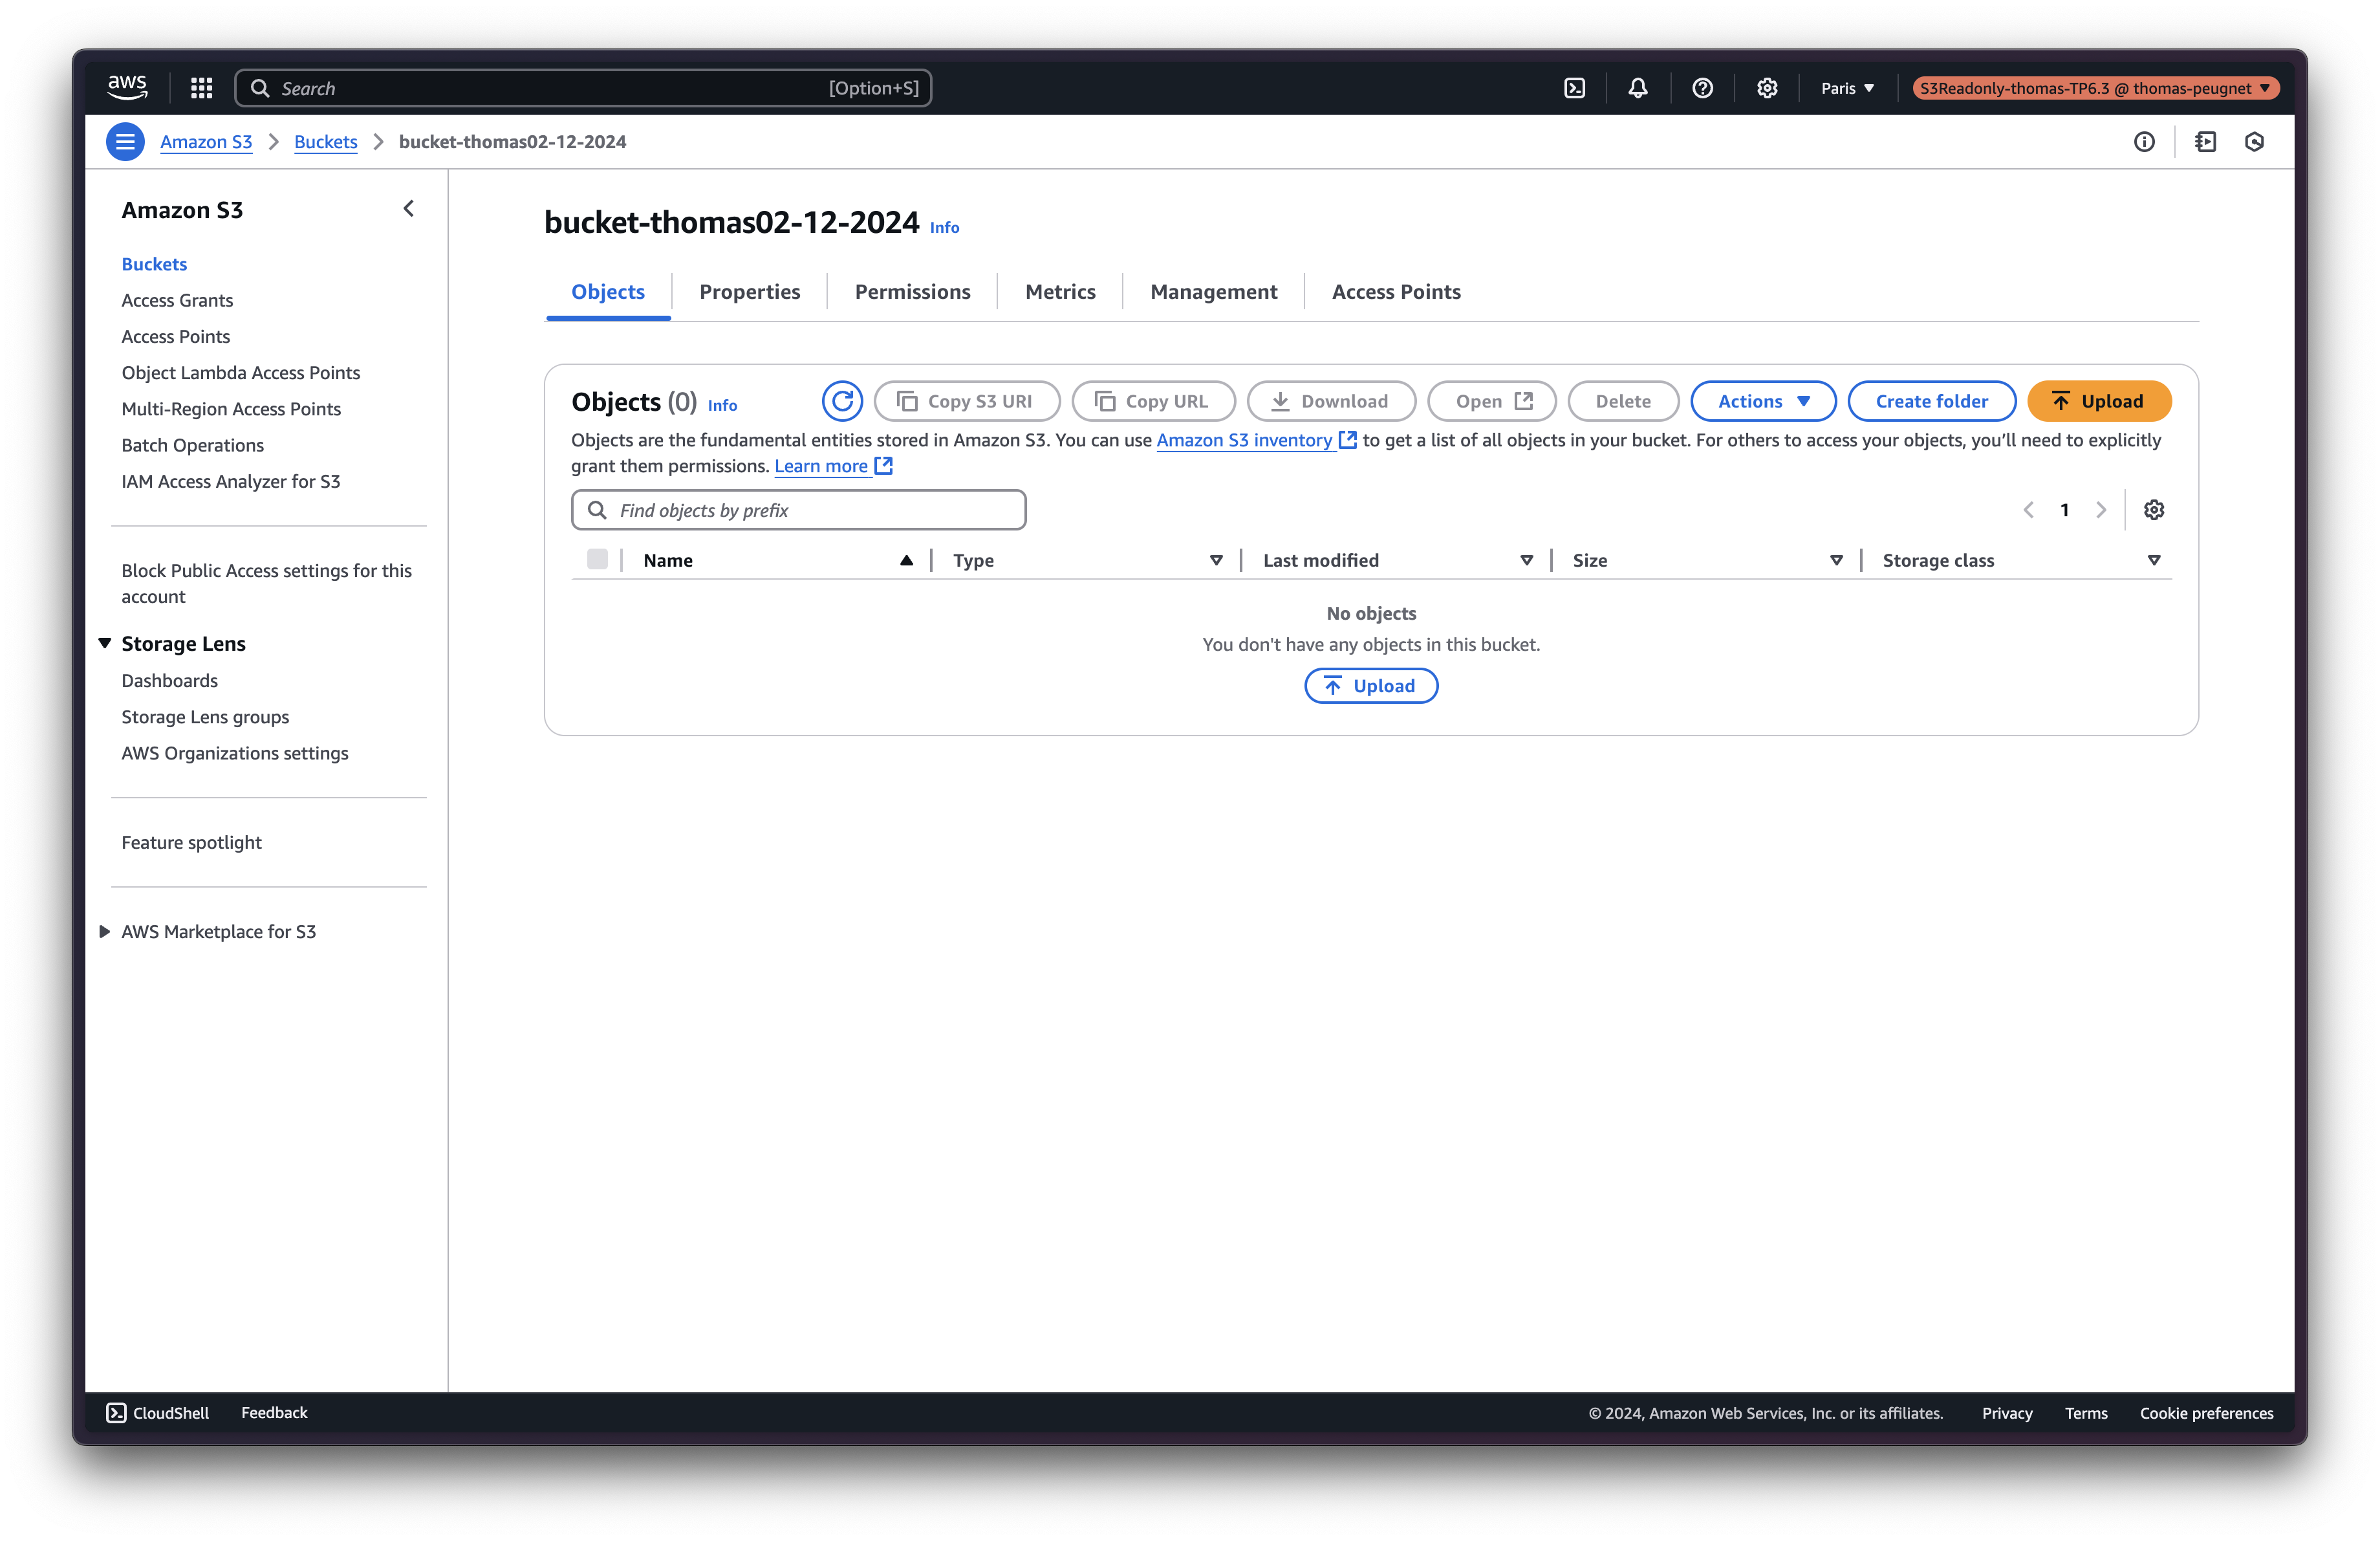 aws
Search [Option+S]
Paris
S3Readonly-thomas-TP6.3 @ thomas-peugnet
Amazon S3
Buckets
bucket-thomas02-12-2024
Amazon S3
Buckets
Access Grants
Access Points
Object Lambda Access Points
Multi-Region Access Points
Batch Operations
IAM Access Analyzer for S3
Block Public Access settings for this
account
Storage Lens
Dashboards
Storage Lens groups
AWS Organizations settings
Feature spotlight
AWS Marketplace for S3
bucket-thomas02-12-2024 Info
Objects Properties Permissions Metrics Management Access Points
Objects (0) Info
Copy S3 URI Copy URL Download Open Delete Actions Create folder Upload
Objects are the fundamental entities stored in Amazon S3. You can use Amazon S3 inventory to get a list of all objects in your bucket. For others to access your objects, you'll need to explicitly
grant them permissions. Learn more
Find objects by prefix
1
Name Type Last modified Size Storage class
No objects
You don't have any objects in this bucket.
Upload
CloudShell Feedback
© 2024, Amazon Web Services, Inc. or its affiliates. Privacy Terms Cookie preferences